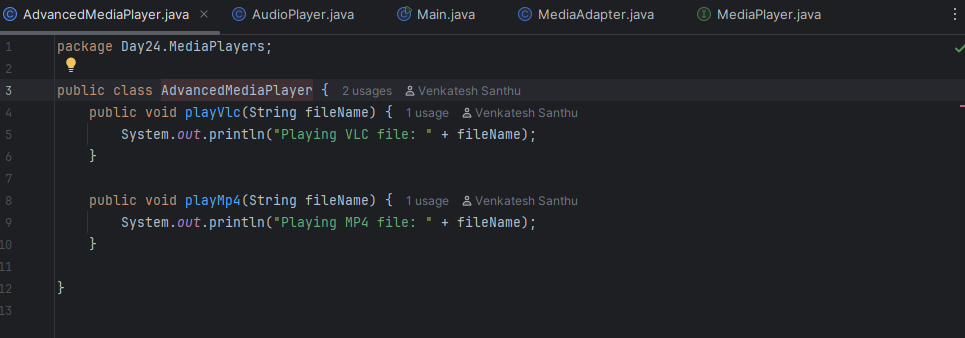 AdvancedMediaPlayer.java × AudioPlayer.java Main.java MediaAdapter.java MediaPlayer.java
1 package Day24.MediaPlayers;
2
3 public class AdvancedMediaPlayer { 2 usages Venkatesh Santhu
4 public void playVlc(String fileName) { 1 usage Venkatesh Santhu
5 System.out.println("Playing VLC file: " + fileName);
6 }
7
8 public void playMp4(String fileName) { 1 usage Venkatesh Santhu
9 System.out.println("Playing MP4 file: " + fileName);
10 }
11
12 }
13